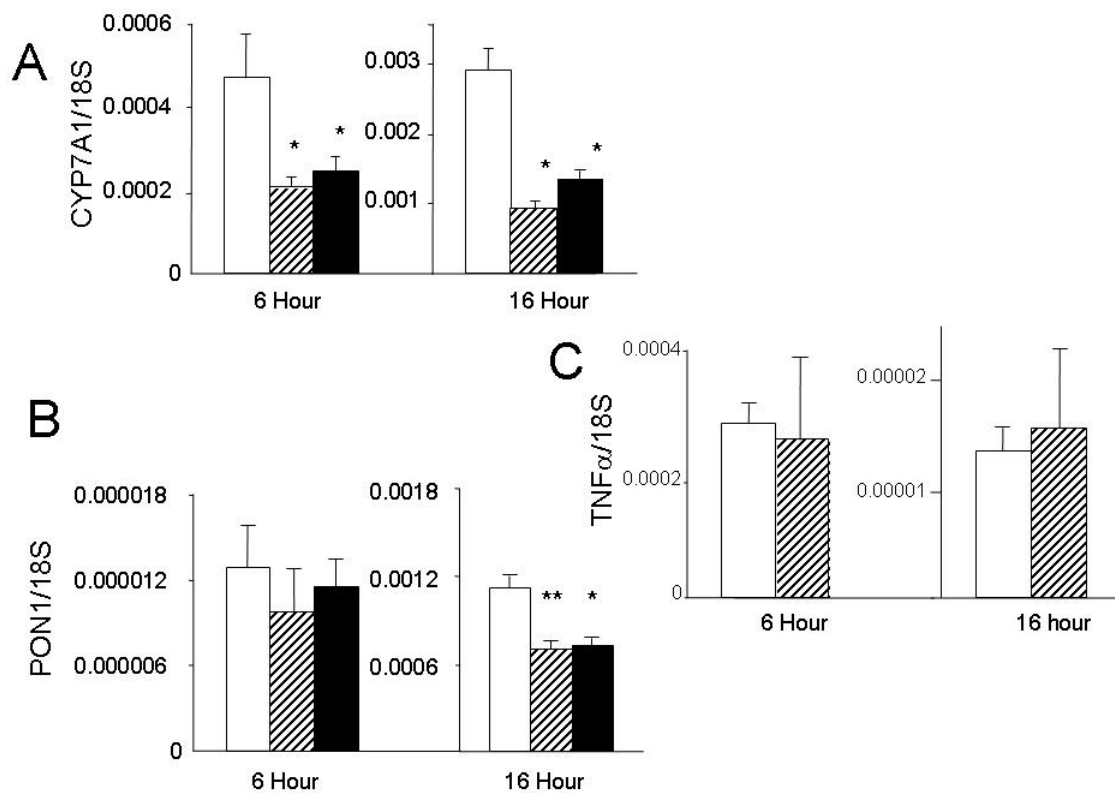 A
CYP7A1/18S
0.0006
0.0004
0.0002
0
* *
6 Hour
0.003
0.002
0.001
* *
16 Hour
B
PON1/18S
0.000018
0.000012
0.000006
0
6 Hour
0.0018
0.0012
0.0006
** *
16 Hour
C
TNFα/18S
0.0004
0.0002
0
6 Hour
0.00002
0.00001
16 hour